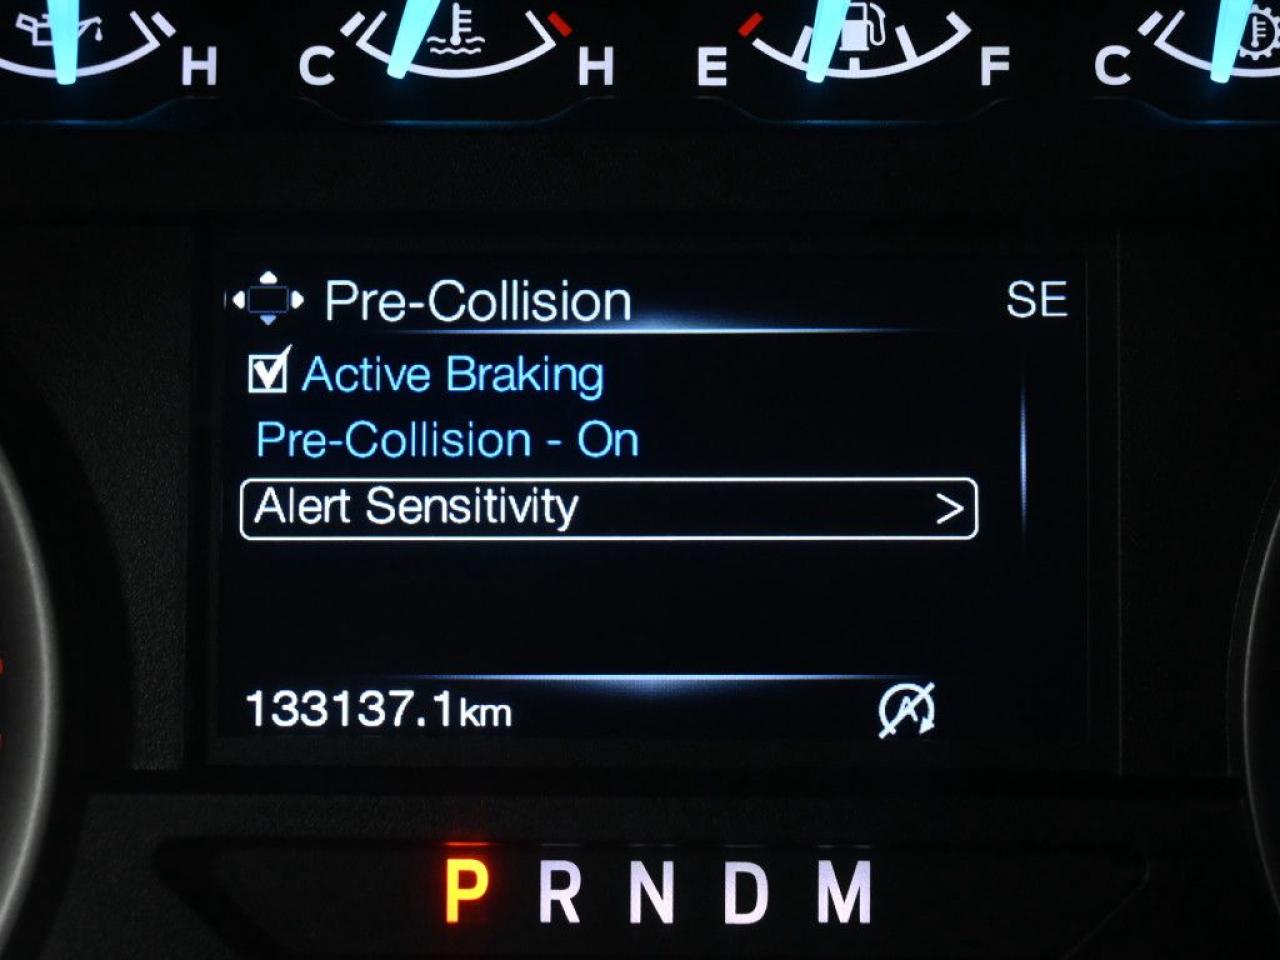 H C H E F C
Pre-Collision SE
Active Braking
Pre-Collision - On
Alert Sensitivity >
133137.1km
A
P R N D M